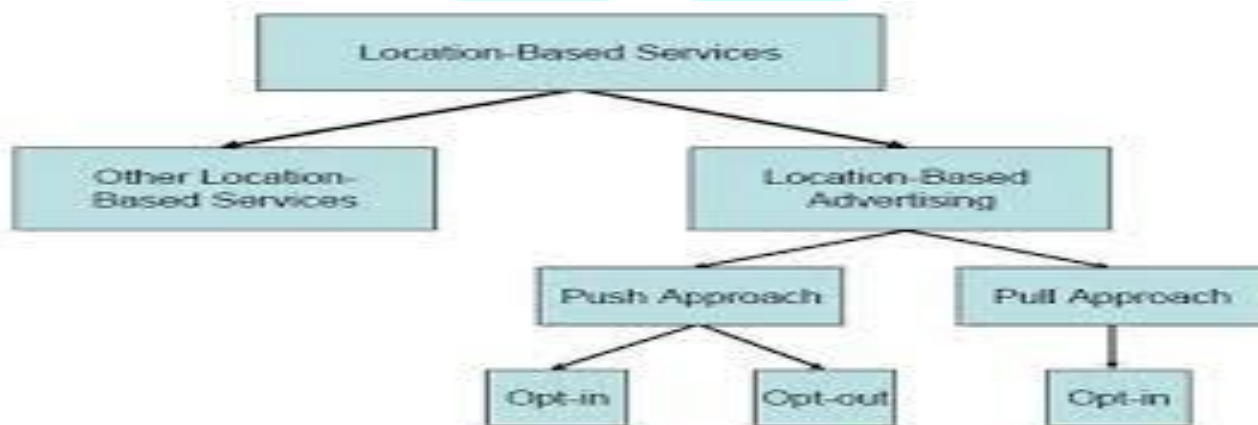 Location-Based Services
Other Location-
Based Services
Location-Based
Advertising
Push Approach
Pull Approach
Opt-in
Opt-out
Opt-in